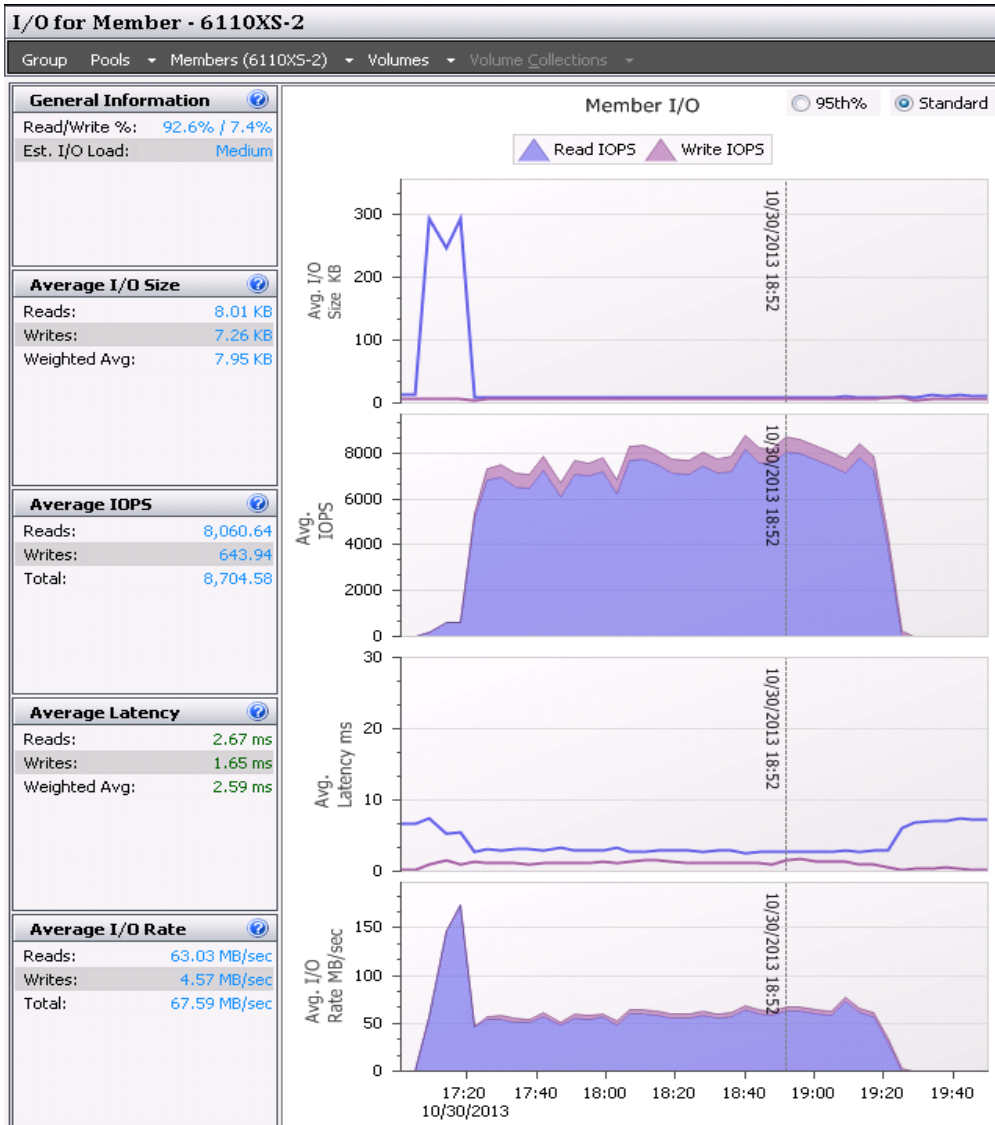 I/O for Member - 6110XS-2
Group Pools Members (6110XS-2) Volumes Volume Collections
General Information
Read/Write %: 92.6% / 7.4%
Est. I/O Load: Medium
Average I/O Size
Reads: 8.01 KB
Writes: 7.26 KB
Weighted Avg: 7.95 KB
Average IOPS
Reads: 8,060.64
Writes: 643.94
Total: 8,704.58
Average Latency
Reads: 2.67 ms
Writes: 1.65 ms
Weighted Avg: 2.59 ms
Average I/O Rate
Reads: 63.03 MB/sec
Writes: 4.57 MB/sec
Total: 67.59 MB/sec
Member I/O 95th% Standard
Read IOPS Write IOPS
Avg. I/O
Size KB
300
200
100
0
10/30/2013 18:52
Avg.
IOPS
8000
6000
4000
2000
0
10/30/2013 18:52
Avg.
Latency ms
30
20
10
0
10/30/2013 18:52
Avg. I/O
Rate MB/sec
150
100
50
0
10/30/2013 18:52
17:20 17:40 18:00 18:20 18:40 19:00 19:20 19:40
10/30/2013